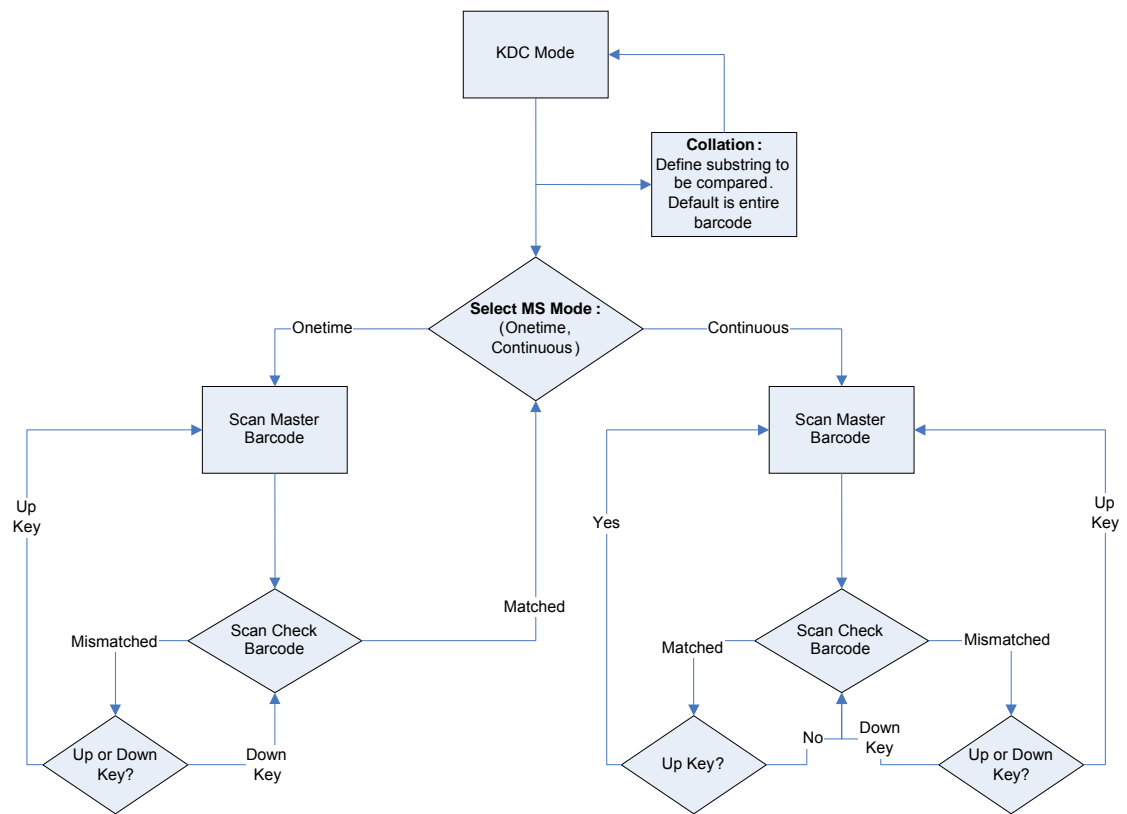 KDC Mode
Collation :
Define substring to
be compared.
Default is entire
barcode
Select MS Mode :
(Onetime,
Continuous)
Onetime
Continuous
Scan Master
Barcode
Scan Master
Barcode
Up
Key
Yes
Up
Key
Matched
Scan Check
Barcode
Mismatched
Scan Check
Barcode
Matched
Mismatched
Up or Down
Key?
Down
Key
Up Key?
No
Down
Key
Up or Down
Key?